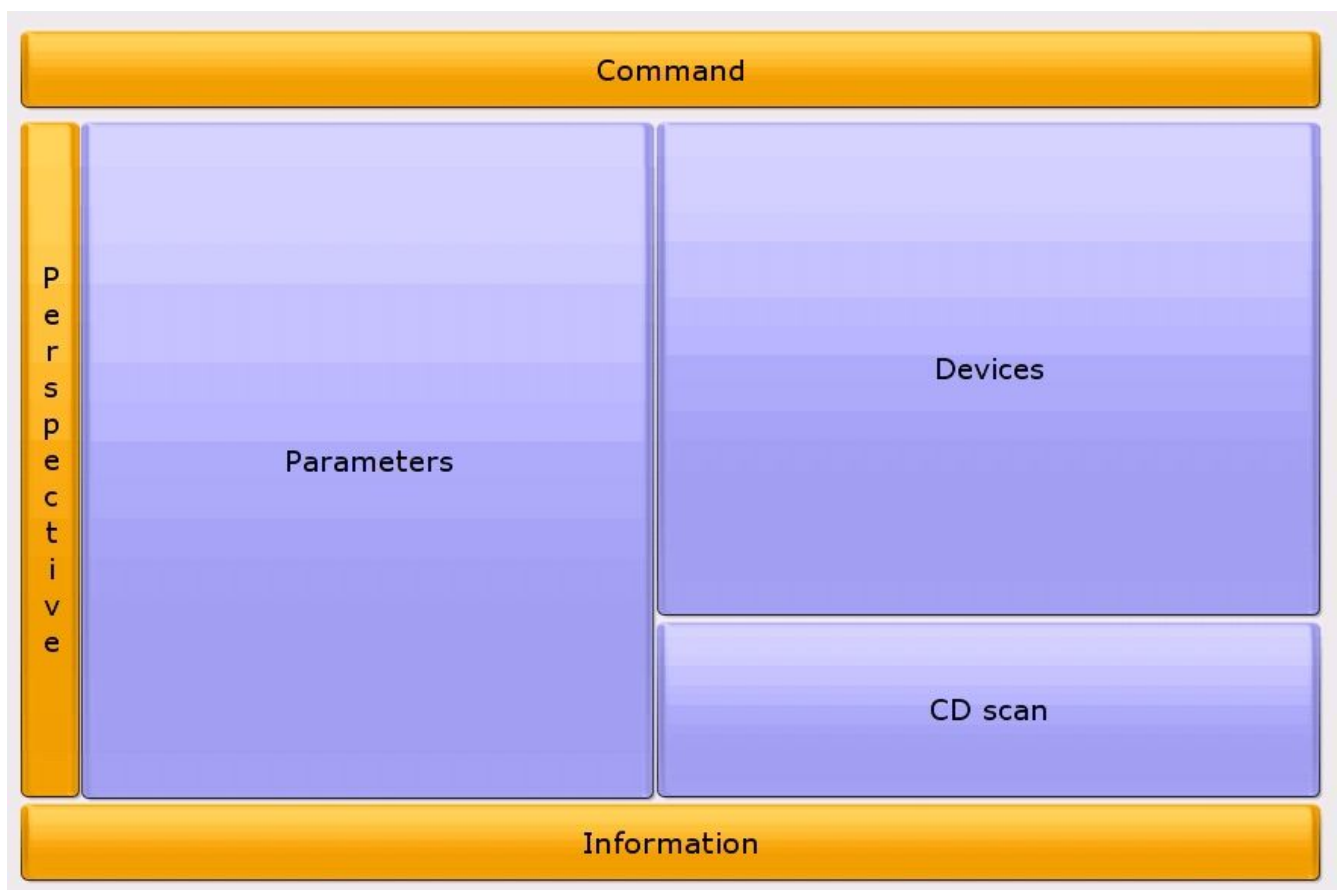 Command
Perspective
Parameters
Devices
CD scan
Information